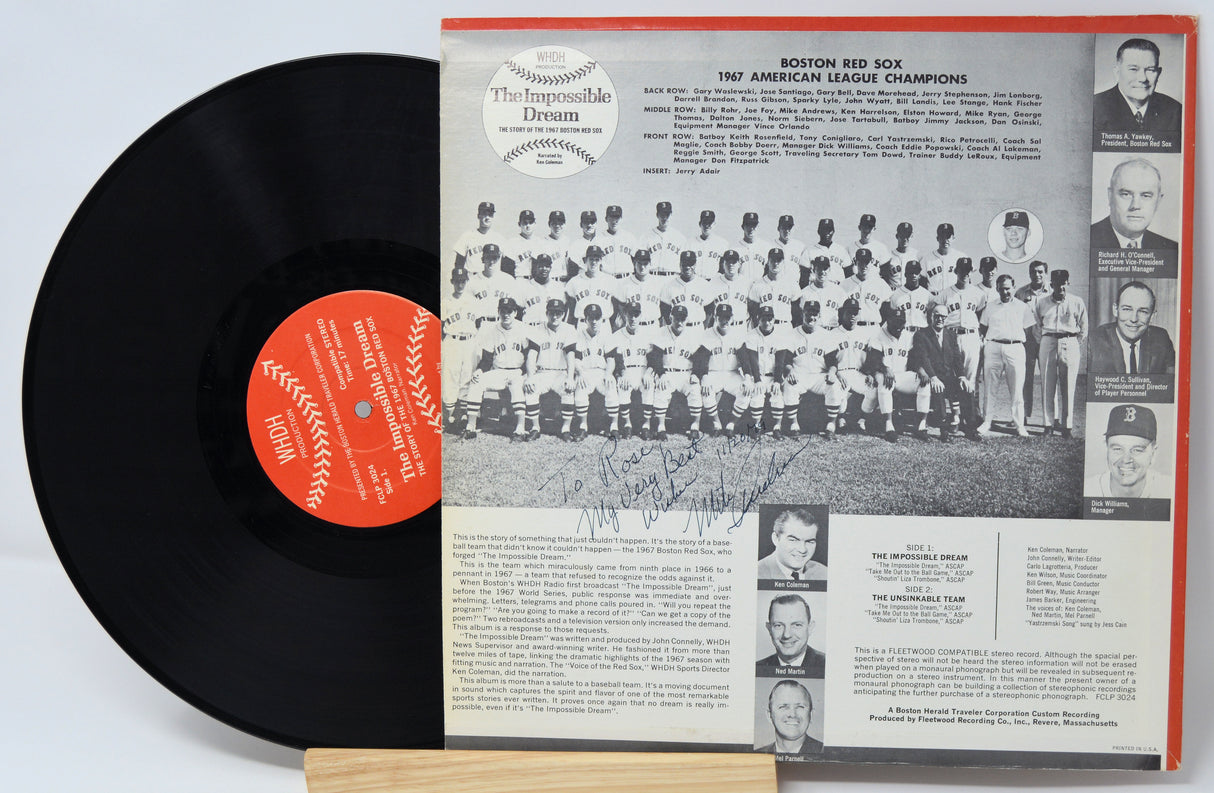 WHDH
PRODUCTION
The Impossible
Dream
THE STORY OF THE 1967 BOSTON RED SOX
Narrated by
Ken Coleman
BOSTON RED SOX
1967 AMERICAN LEAGUE CHAMPIONS
BACK ROW: Gary Waslewski, Jose Santiago, Gary Bell, Dave Morehead, Jerry Stephenson, Jim Lonborg,
Darrell Brandon, Russ Gibson, Sparky Lyle, John Wyatt, Bill Landis, Lee Stange, Hank Fischer
MIDDLE ROW: Billy Rohr, Joe Foy, Mike Andrews, Ken Harrelson, Elston Howard, Mike Ryan, George
Thomas, Dalton Jones, Norm Siebern, Jose Tartabull, Batboy Jimmy Jackson, Dan Osinski,
Equipment Manager Vince Orlando
FRONT ROW: Batboy Keith Rosenfield, Tony Conigliaro, Carl Yastrzemski, Rico Petrocelli, Coach Sal
Maglie, Coach Bobby Doerr, Manager Dick Williams, Coach Eddie Popowski, Coach Al Lakeman,
Reggie Smith, George Scott, Traveling Secretary Tom Dowd, Trainer Buddy LeRoux, Equipment
Manager Don Fitzpatrick
INSERT: Jerry Adair
Thomas A. Yawkey,
President, Boston Red Sox
Richard H. O'Connell,
Executive Vice-President
and General Manager
Haywood C. Sullivan,
Vice-President and Director
of Player Personnel
Dick Williams,
Manager
To Rose
My Very Best
Wishes
WHDH
PRODUCTION
PRESENTED BY THE BOSTON HERALD TRAVELER CORPORATION
FCLP 3024
Side 1.
Compatible STEREO
Time: 17 minutes
The Impossible Dream
THE STORY OF THE 1967 BOSTON RED SOX
Ken Coleman, Narrator
This is the story of something that just couldn't happen. It's the story of a base-
ball team that didn't know it couldn't happen — the 1967 Boston Red Sox, who
forged "The Impossible Dream."
This is the team which miraculously came from ninth place in 1966 to a
pennant in 1967 — a team that refused to recognize the odds against it.
When Boston's WHDH Radio first broadcast "The Impossible Dream", just
before the 1967 World Series, public response was immediate and over-
whelming. Letters, telegrams and phone calls poured in. "Will you repeat the
program?" "Are you going to make a record of it?" "Can we get a copy of the
poem?" Two rebroadcasts and a television version only increased the demand.
This album is a response to those requests.
"The Impossible Dream" was written and produced by John Connelly, WHDH
News Supervisor and award-winning writer. He fashioned it from more than
twelve miles of tape, linking the dramatic highlights of the 1967 season with
fitting music and narration. The "Voice of the Red Sox," WHDH Sports Director
Ken Coleman, did the narration.
This album is more than a salute to a baseball team. It's a moving document
in sound which captures the spirit and flavor of one of the most remarkable
sports stories ever written. It proves once again that no dream is really im-
possible, even if it's "The Impossible Dream".
Ken Coleman
Ned Martin
Mel Parnell
SIDE 1:
THE IMPOSSIBLE DREAM
"The Impossible Dream," ASCAP
"Take Me Out to the Ball Game," ASCAP
"Shoutin' Liza Trombone," ASCAP
SIDE 2:
THE UNSINKABLE TEAM
"The Impossible Dream," ASCAP
"Take Me Out to the Ball Game," ASCAP
"Shoutin' Liza Trombone," ASCAP
Ken Coleman, Narrator
John Connelly, Writer-Editor
Carlo Lagrotteria, Producer
Ken Wilson, Music Coordinator
Bill Green, Music Conductor
Robert Way, Music Arranger
James Barker, Engineering
The voices of: Ken Coleman,
Ned Martin, Mel Parnell
"Yastrzemski Song" sung by Jess Cain
This is a FLEETWOOD COMPATIBLE stereo record. Although the spacial per-
spective of stereo will not be heard the stereo information will not be erased
when played on a monaural phonograph but will be revealed in subsequent re-
production on a stereo instrument. In this manner the present owner of a
monaural phonograph can be building a collection of stereophonic recordings
anticipating the further purchase of a stereophonic phonograph. FCLP 3024
A Boston Herald Traveler Corporation Custom Recording
Produced by Fleetwood Recording Co., Inc., Revere, Massachusetts
PRINTED IN U.S.A.